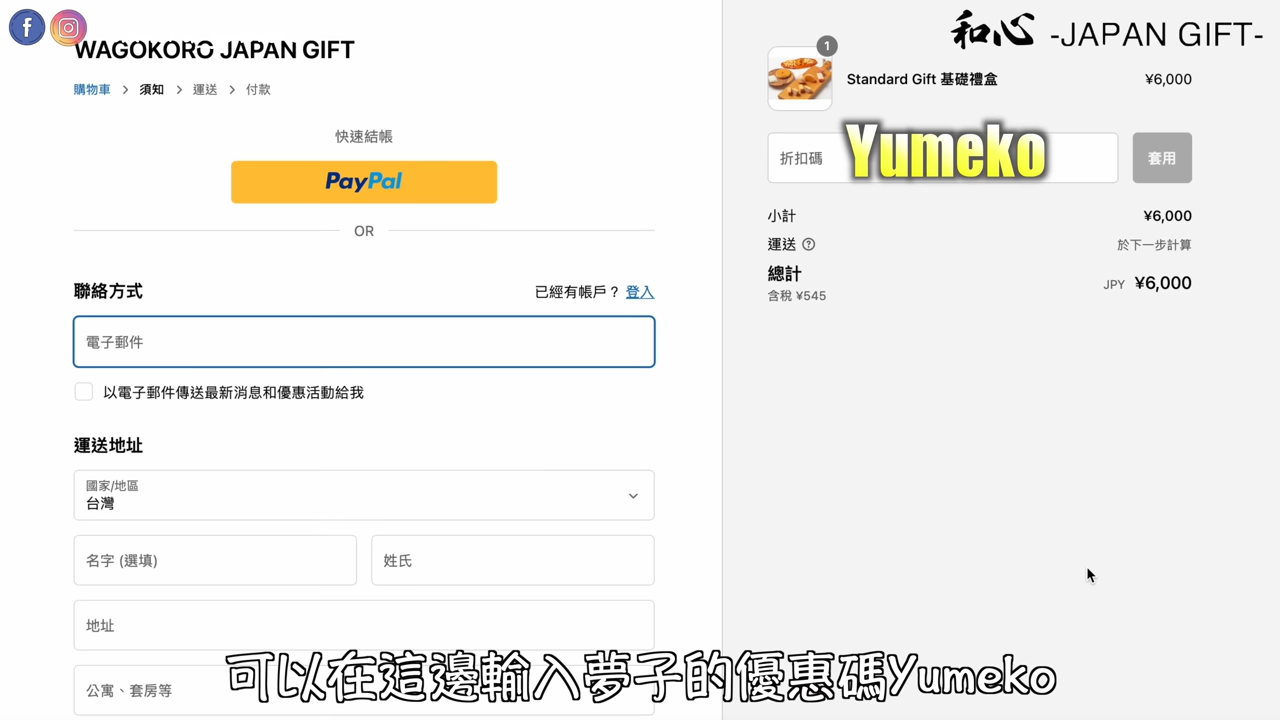 WAGOKORO JAPAN GIFT
購物車 > 須知 > 運送 > 付款
快速結帳
PayPal
OR
聯絡方式
已經有帳戶？ 登入
電子郵件
以電子郵件傳送最新消息和優惠活動給我
運送地址
國家/地區
台灣
名字 (選填)
姓氏
地址
公寓、套房等
和心 -JAPAN GIFT-
1
Standard Gift 基礎禮盒 ¥6,000
折扣碼 Yumeko 套用
小計 ¥6,000
運送 於下一步計算
總計 JPY ¥6,000
含稅 ¥545
可以在這邊輸入夢子的優惠碼Yumeko